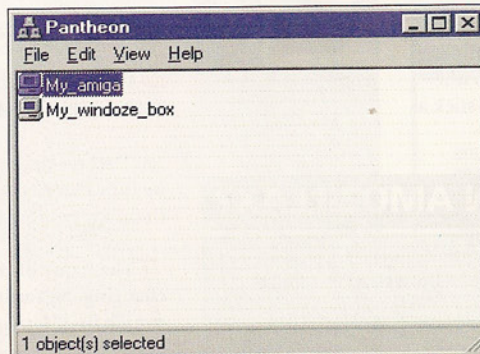 Pantheon
File Edit View Help
My_amiga
My_windoze_box
1 object(s) selected